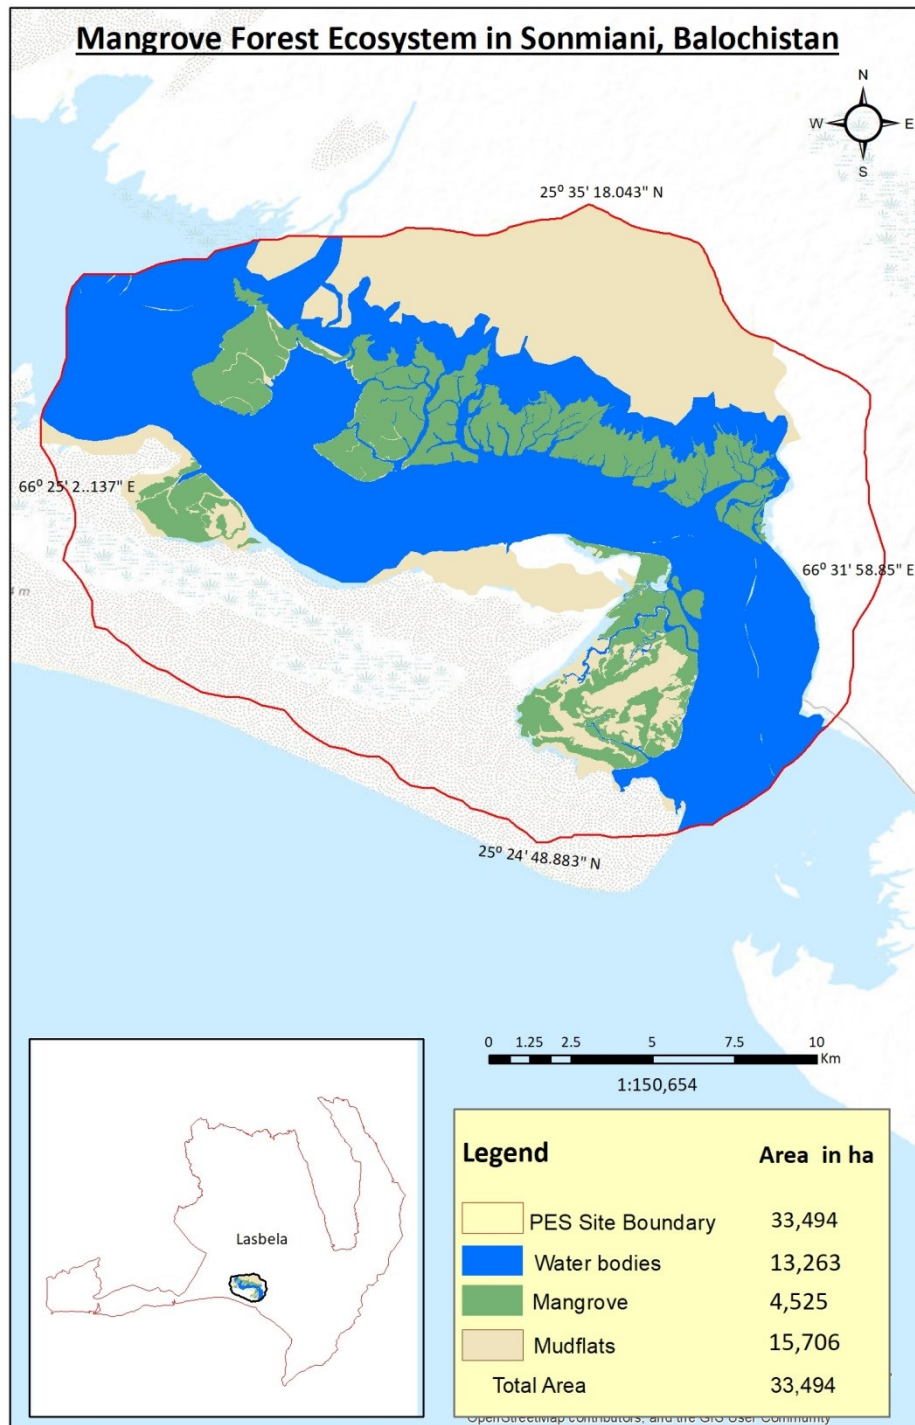 Mangrove Forest Ecosystem in Sonmiani, Balochistan
N
W E
S
25⁰ 35' 18.043" N
66⁰ 25' 2..137" E
66⁰ 31' 58.85" E
m
25⁰ 24' 48.883" N
0 1.25 2.5 5 7.5 10
Km
1:150,654
Lasbela
Legend Area in ha
PES Site Boundary 33,494
Water bodies 13,263
Mangrove 4,525
Mudflats 15,706
Total Area 33,494
OpenStreetMap contributors, and the GIS User Community